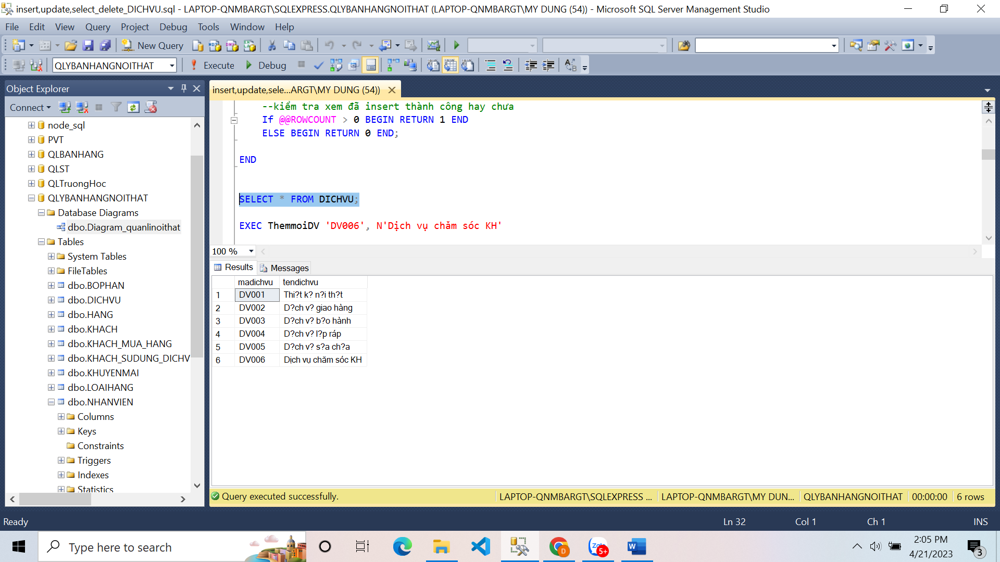 insert,update,select_delete_DICHVU.sql - LAPTOP-QNMBARGT\SQLEXPRESS.QLYBANHANGNOITHAT (LAPTOP-QNMBARGT\MY DUNG (54)) - Microsoft SQL Server Management Studio
File Edit View Query Project Debug Tools Window Help
New Query
QLYBANHANGNOITHAT Execute Debug
Object Explorer
Connect
node_sql
PVT
QLBANHANG
QLST
QLTruongHoc
QLYBANHANGNOITHAT
Database Diagrams
dbo.Diagram_quanlinoithat
Tables
System Tables
FileTables
dbo.BOPHAN
dbo.DICHVU
dbo.HANG
dbo.KHACH
dbo.KHACH_MUA_HANG
dbo.KHACH_SUDUNG_DICHV
dbo.KHUYENMAI
dbo.LOAIHANG
dbo.NHANVIEN
Columns
Keys
Constraints
Triggers
Indexes
Statistics
insert,update,sele...ARGT\MY DUNG (54))
--kiểm tra xem đã insert thành công hay chưa
If @@ROWCOUNT > 0 BEGIN RETURN 1 END
ELSE BEGIN RETURN 0 END;
END
SELECT * FROM DICHVU;
EXEC ThemmoiDV 'DV006', N'Dịch vụ chăm sóc KH'
100 %
Results Messages
madichvu tendichvu
1 DV001 Thi?t k? n?i th?t
2 DV002 D?ch v? giao hàng
3 DV003 D?ch v? b?o hành
4 DV004 D?ch v? l?p ráp
5 DV005 D?ch v? s?a ch?a
6 DV006 Dịch vụ chăm sóc KH
Query executed successfully. LAPTOP-QNMBARGT\SQLEXPRESS ... LAPTOP-QNMBARGT\MY DUN... QLYBANHANGNOITHAT 00:00:00 6 rows
Ready Ln 32 Col 1 Ch 1 INS
Type here to search
2:05 PM
4/21/2023
Zalo
5+
D
W
3